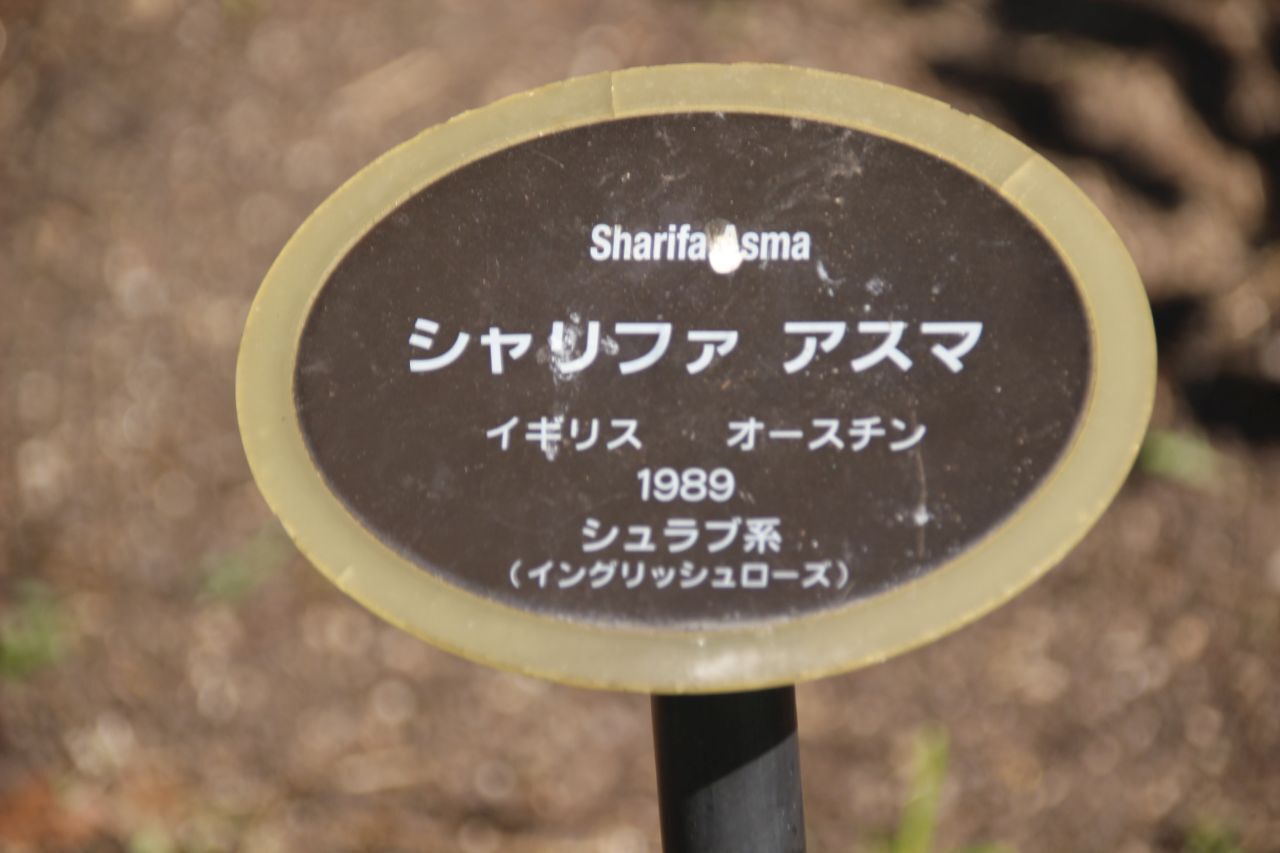 Sharifa Asma
シャリファ アスマ
イギリス　オースチン
1989
シュラブ系
（イングリッシュローズ）